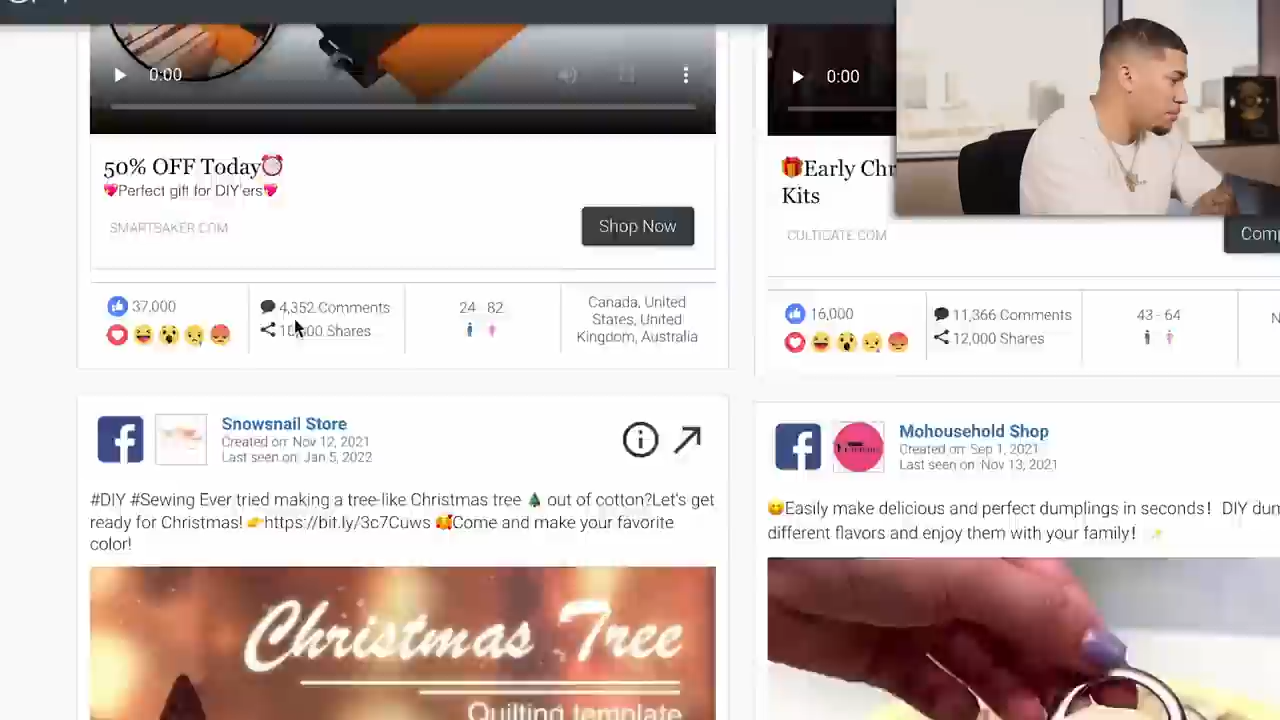 0:00
0:00
50% OFF Today⏰
💖Perfect gift for DIY'ers💖
SMARTBAKER.COM
Shop Now
37,000
4,352 Comments
Shares
24 - 82
Canada, United
States, United
Kingdom, Australia
🎁Early Chr
Kits
CULTICATE.COM
Comp
16,000
11,366 Comments
12,000 Shares
43 - 64
N
Snowsnail Store
Created on: Nov 12, 2021
Last seen on: Jan 5, 2022
#DIY #Sewing Ever tried making a tree-like Christmas tree 🌲 out of cotton?Let's get
ready for Christmas! 👉https://bit.ly/3c7Cuws 🥰Come and make your favorite
color!
Christmas Tree
Quilting template
Mohousehold Shop
Created on: Sep 1, 2021
Last seen on: Nov 13, 2021
😋Easily make delicious and perfect dumplings in seconds! DIY dum
different flavors and enjoy them with your family! ✨